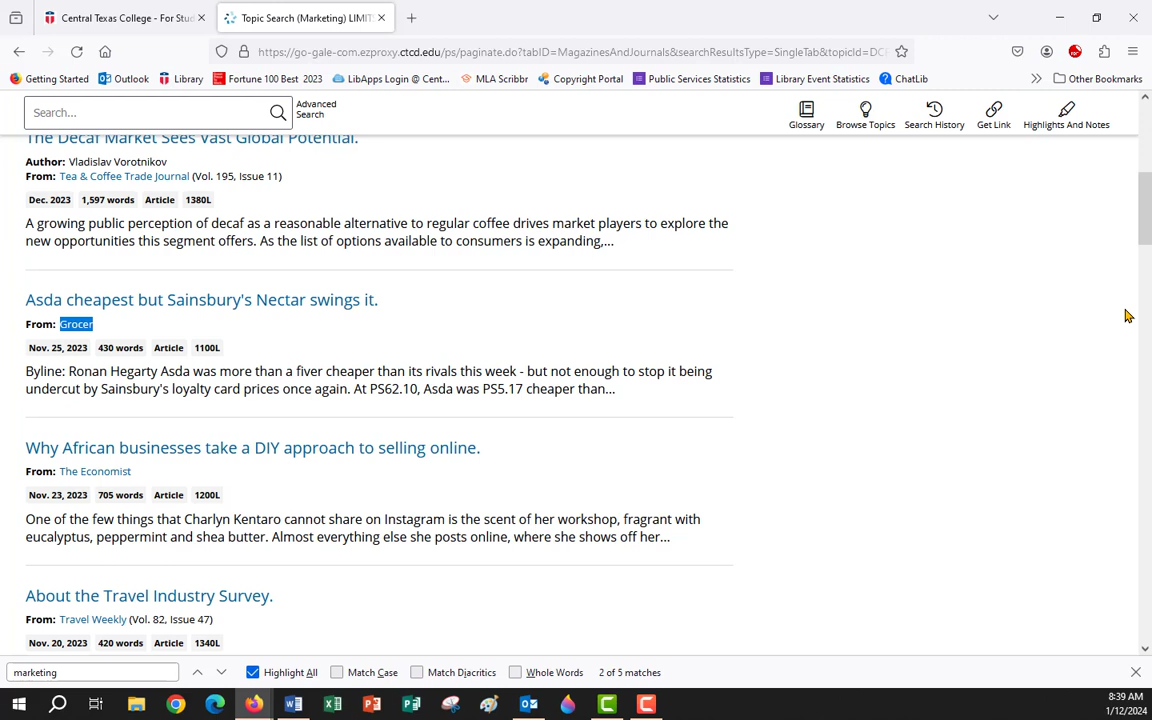 Central Texas College - For Stud
Topic Search (Marketing) LIMIT
https://go-gale-com.ezproxy.ctcd.edu/ps/paginate.do?tabID=MagazinesAndJournals&searchResultsType=SingleTab&topicId=DCF
Getting Started
Outlook
Library
Fortune 100 Best 2023
LibApps Login @ Cent...
MLA Scribbr
Copyright Portal
Public Services Statistics
Library Event Statistics
ChatLib
Other Bookmarks
Search...
Advanced
Search
Glossary
Browse Topics
Search History
Get Link
Highlights And Notes
The Decaf Market Sees Vast Global Potential.
Author: Vladislav Vorotnikov
From: Tea & Coffee Trade Journal (Vol. 195, Issue 11)
Dec. 2023 1,597 words Article 1380L
A growing public perception of decaf as a reasonable alternative to regular coffee drives market players to explore the
new opportunities this segment offers. As the list of options available to consumers is expanding,...
Asda cheapest but Sainsbury's Nectar swings it.
From: Grocer
Nov. 25, 2023 430 words Article 1100L
Byline: Ronan Hegarty Asda was more than a fiver cheaper than its rivals this week - but not enough to stop it being
undercut by Sainsbury's loyalty card prices once again. At PS62.10, Asda was PS5.17 cheaper than...
Why African businesses take a DIY approach to selling online.
From: The Economist
Nov. 23, 2023 705 words Article 1200L
One of the few things that Charlyn Kentaro cannot share on Instagram is the scent of her workshop, fragrant with
eucalyptus, peppermint and shea butter. Almost everything else she posts online, where she shows off her...
About the Travel Industry Survey.
From: Travel Weekly (Vol. 82, Issue 47)
Nov. 20, 2023 420 words Article 1340L
marketing
Highlight All
Match Case
Match Diacritics
Whole Words
2 of 5 matches
8:39 AM
1/12/2024